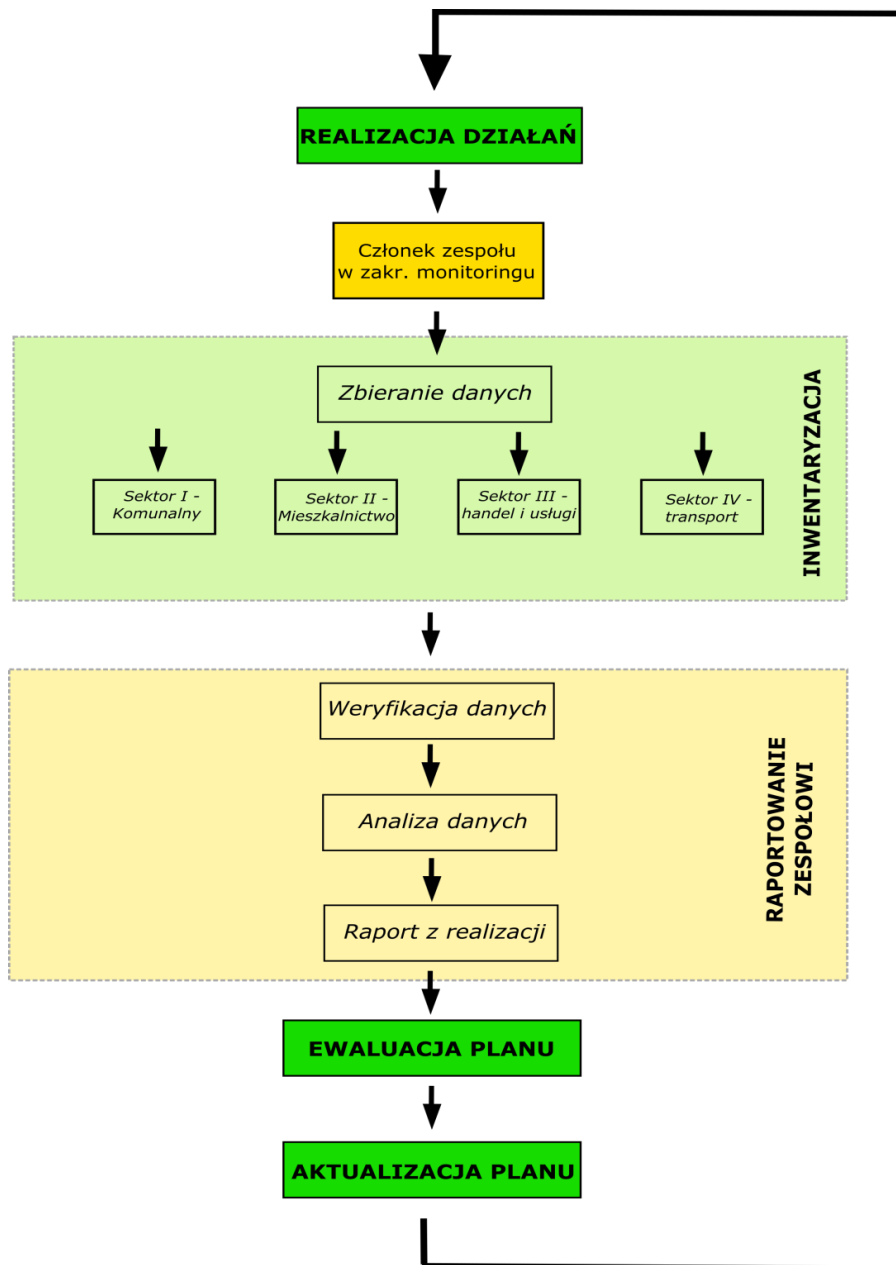 REALIZACJA DZIAŁAŃ
Członek zespołu
w zakr. monitoringu
Zbieranie danych
Sektor I -
Komunalny
Sektor II -
Mieszkalnictwo
Sektor III -
handel i usługi
Sektor IV -
transport
INWENTARYZACJA
Weryfikacja danych
Analiza danych
Raport z realizacji
RAPORTOWANIE
ZESPOŁOWI
EWALUACJA PLANU
AKTUALIZACJA PLANU